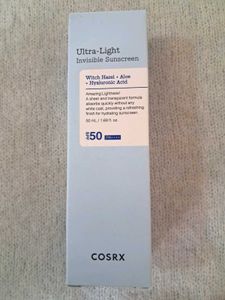 Ultra-Light
Invisible Sunscreen
Witch Hazel + Aloe
+ Hyaluronic Acid
Amazing Lightness!
A sheer and transparent formula
absorbs quickly without any
white cast, providing a refreshing
finish for hydrating sunscreen
50 mL / 1.69 fl. oz.
SPF 50 PA++++
COSRX